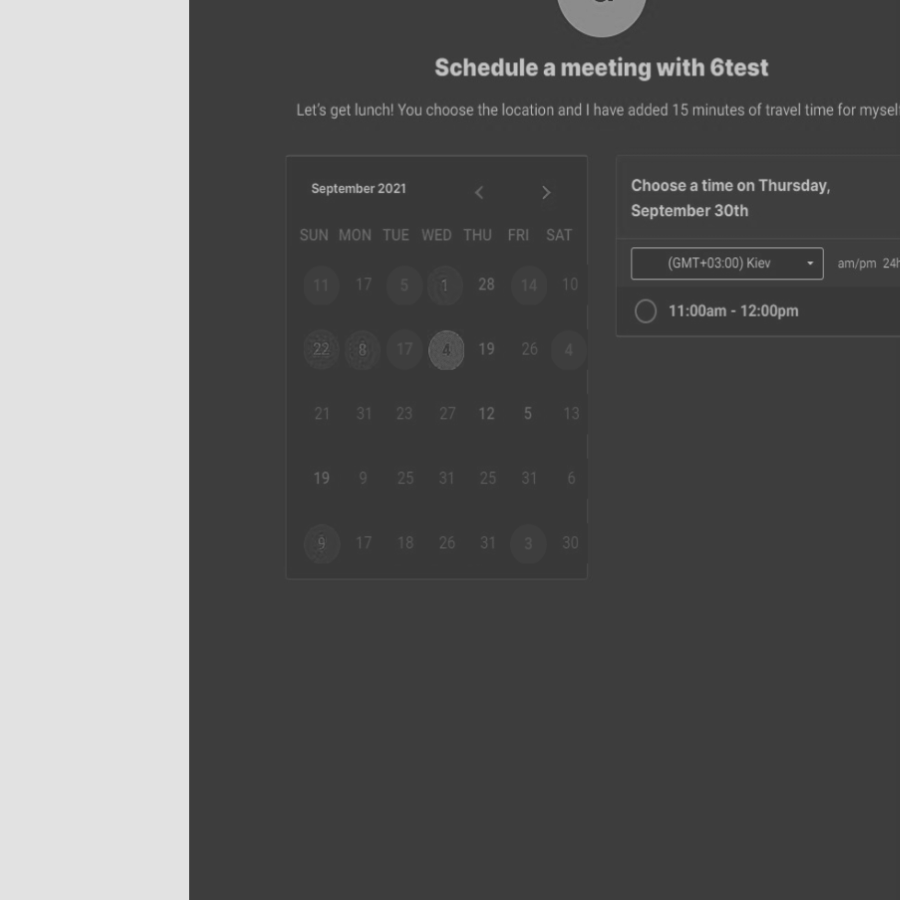 Schedule a meeting with 6test
Let's get lunch! You choose the location and I have added 15 minutes of travel time for mysel
September 2021
SUN MON TUE WED THU FRI SAT
11 17 5 1 28 14 10
22 8 17 4 19 26 4
21 31 23 27 12 5 13
19 9 25 31 25 31 6
9 17 18 26 31 3 30
Choose a time on Thursday,
September 30th
(GMT+03:00) Kiev am/pm 24h
11:00am - 12:00pm